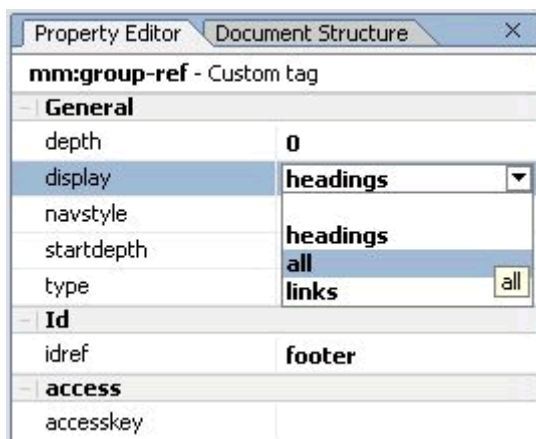 Property Editor Document Structure
mm:group-ref - Custom tag
General
depth 0
display headings
navstyle
headings
startdepth
all
type
links all
Id
idref footer
access
accesskey